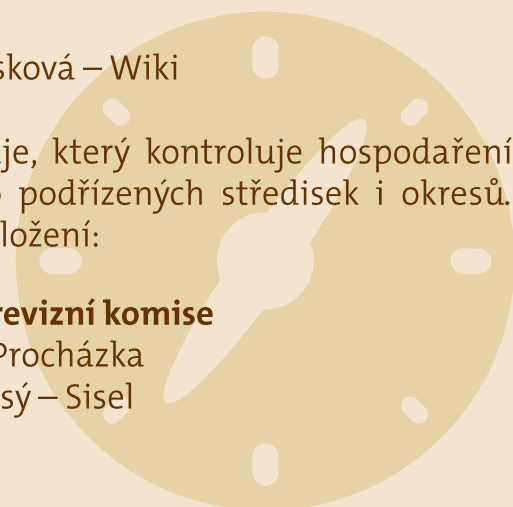 sková – Wiki
je, který kontroluje hospodaření
podřízených středisek i okresů.
ložení:
revizní komise
Procházka
sý – Sisel